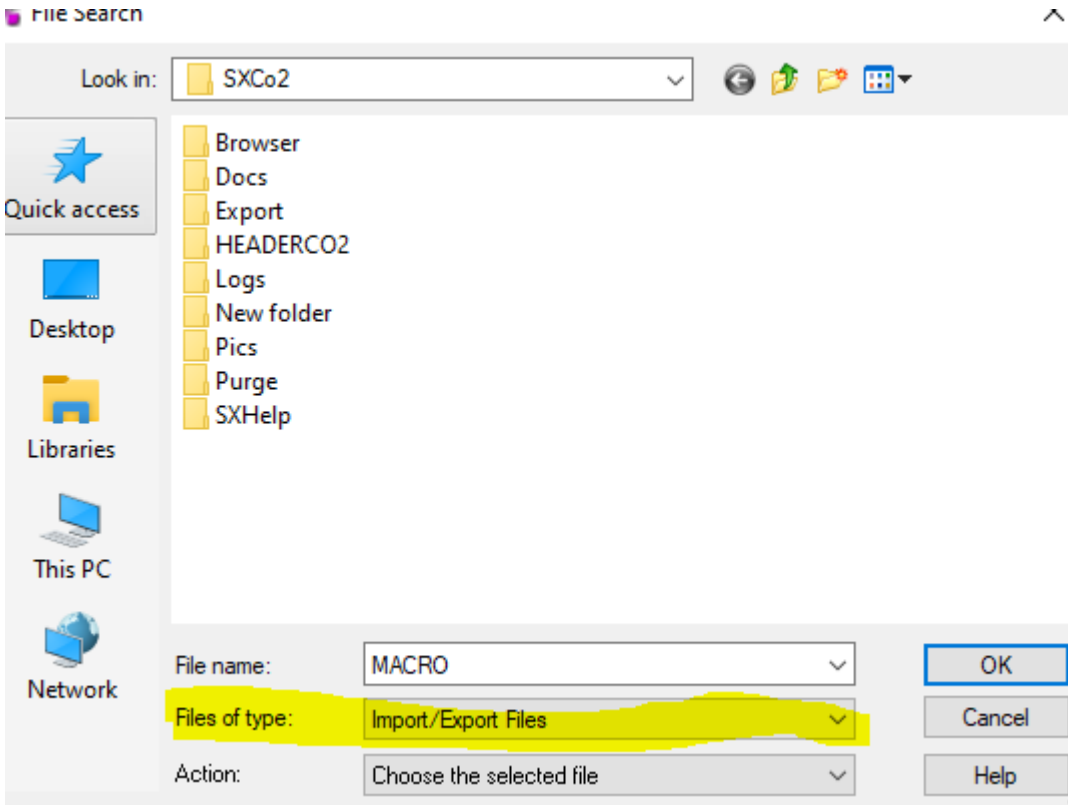 File Search
Look in: SXCo2
Browser
Docs
Export
HEADERCO2
Logs
New folder
Pics
Purge
SXHelp
Quick access
Desktop
Libraries
This PC
Network
File name: MACRO OK
Files of type: Import/Export Files Cancel
Action: Choose the selected file Help